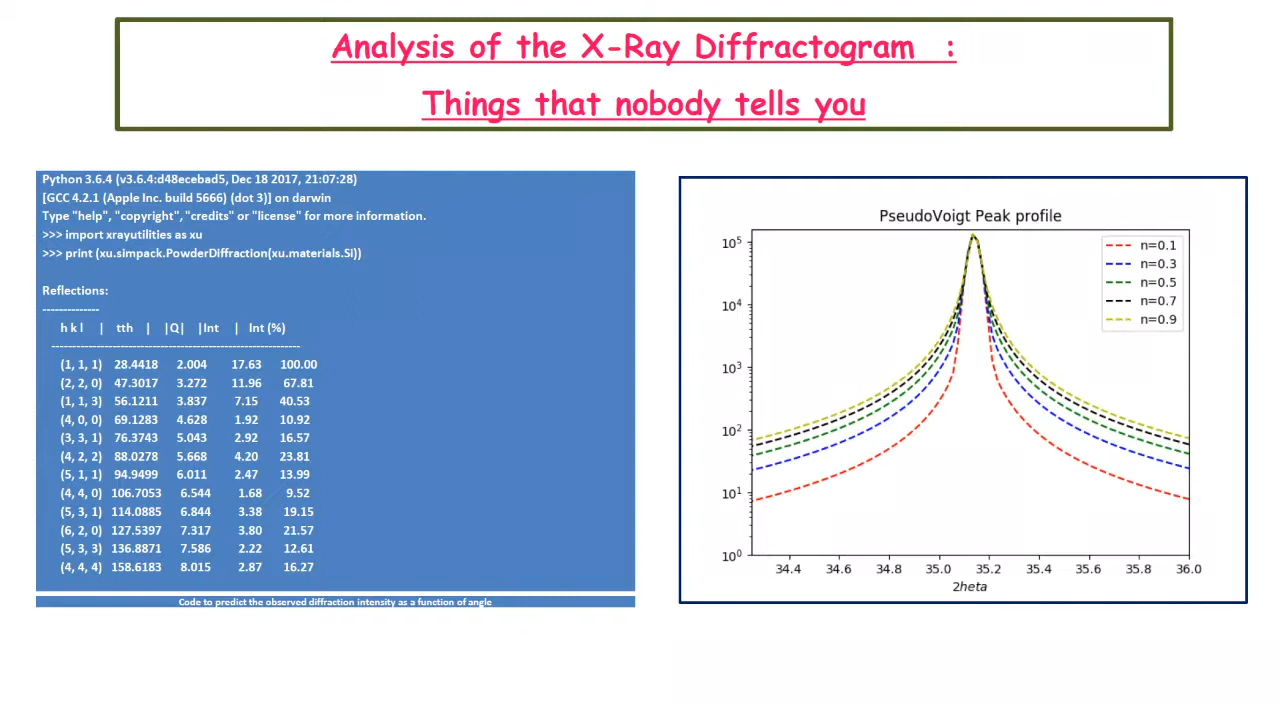 Analysis of the X-Ray Diffractogram :
Things that nobody tells you
Python 3.6.4 (v3.6.4:d48ecebad5, Dec 18 2017, 21:07:28)
[GCC 4.2.1 (Apple Inc. build 5666) (dot 3)] on darwin
Type "help", "copyright", "credits" or "license" for more information.
>>> import xrayutilities as xu
>>> print (xu.simpack.PowderDiffraction(xu.materials.Si))
Reflections:
--------------
h k l | tth | |Q| |Int | Int (%)
------------------------------------------------------------
(1, 1, 1) 28.4418 2.004 17.63 100.00
(2, 2, 0) 47.3017 3.272 11.96 67.81
(1, 1, 3) 56.1211 3.837 7.15 40.53
(4, 0, 0) 69.1283 4.628 1.92 10.92
(3, 3, 1) 76.3743 5.043 2.92 16.57
(4, 2, 2) 88.0278 5.668 4.20 23.81
(5, 1, 1) 94.9499 6.011 2.47 13.99
(4, 4, 0) 106.7053 6.544 1.68 9.52
(5, 3, 1) 114.0885 6.844 3.38 19.15
(6, 2, 0) 127.5397 7.317 3.80 21.57
(5, 3, 3) 136.8871 7.586 2.22 12.61
(4, 4, 4) 158.6183 8.015 2.87 16.27
Code to predict the observed diffraction intensity as a function of angle
PseudoVoigt Peak profile
10⁵
10⁴
10³
10²
10¹
10⁰
n=0.1
n=0.3
n=0.5
n=0.7
n=0.9
34.4 34.6 34.8 35.0 35.2 35.4 35.6 35.8 36.0
2heta